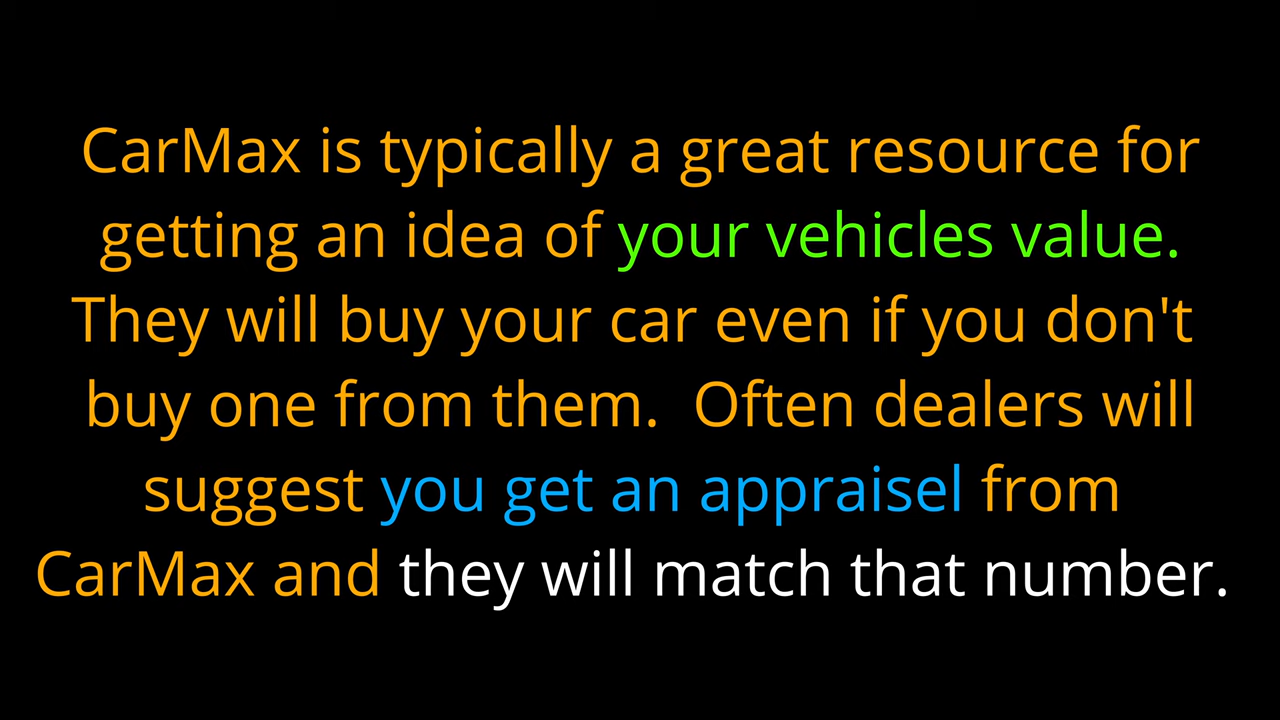 CarMax is typically a great resource for
getting an idea of your vehicles value.
They will buy your car even if you don't
buy one from them.  Often dealers will
suggest you get an appraisel from
CarMax and they will match that number.